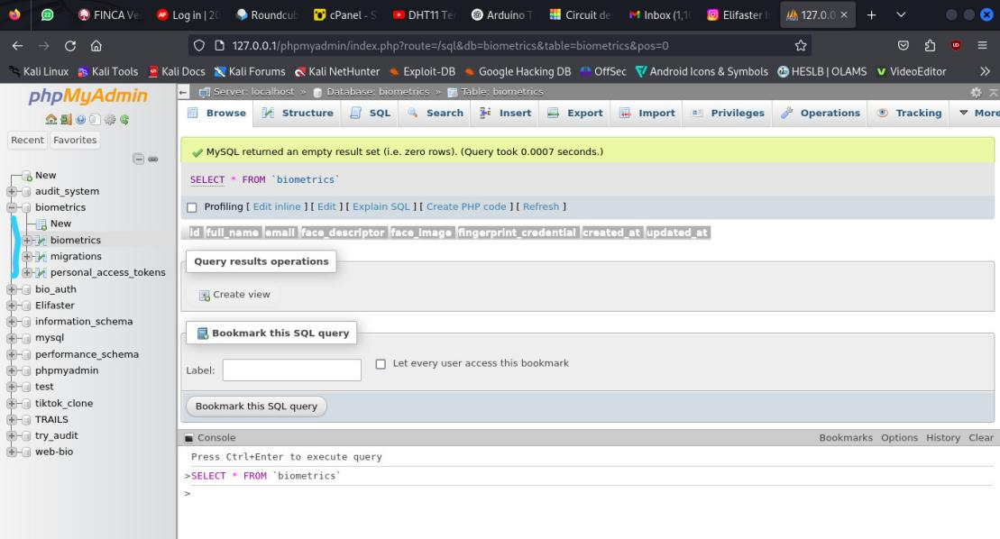 FINCA Ve
Log in | 20
Roundcub
cPanel - S
DHT11 Te
Arduino T
Circuit de
Inbox (1,1
Elifaster I
127.0.0
127.0.0.1/phpmyadmin/index.php?route=/sql&db=biometrics&table=biometrics&pos=0
Kali Linux Kali Tools Kali Docs Kali Forums Kali NetHunter Exploit-DB Google Hacking DB OffSec Android Icons & Symbols HESLB | OLAMS VideoEditor
phpMyAdmin
Recent Favorites
New
audit_system
biometrics
New
biometrics
migrations
personal_access_tokens
bio_auth
Elifaster
information_schema
mysql
performance_schema
phpmyadmin
test
tiktok_clone
TRAILS
try_audit
web-bio
Server: localhost » Database: biometrics » Table: biometrics
Browse Structure SQL Search Insert Export Import Privileges Operations Tracking More
MySQL returned an empty result set (i.e. zero rows). (Query took 0.0007 seconds.)
SELECT * FROM `biometrics`
Profiling [ Edit inline ] [ Edit ] [ Explain SQL ] [ Create PHP code ] [ Refresh ]
id full_name email face_descriptor face_image fingerprint_credential created_at updated_at
Query results operations
Create view
Bookmark this SQL query
Label: Let every user access this bookmark
Bookmark this SQL query
Console Bookmarks Options History Clear
Press Ctrl+Enter to execute query
>SELECT * FROM `biometrics`
>